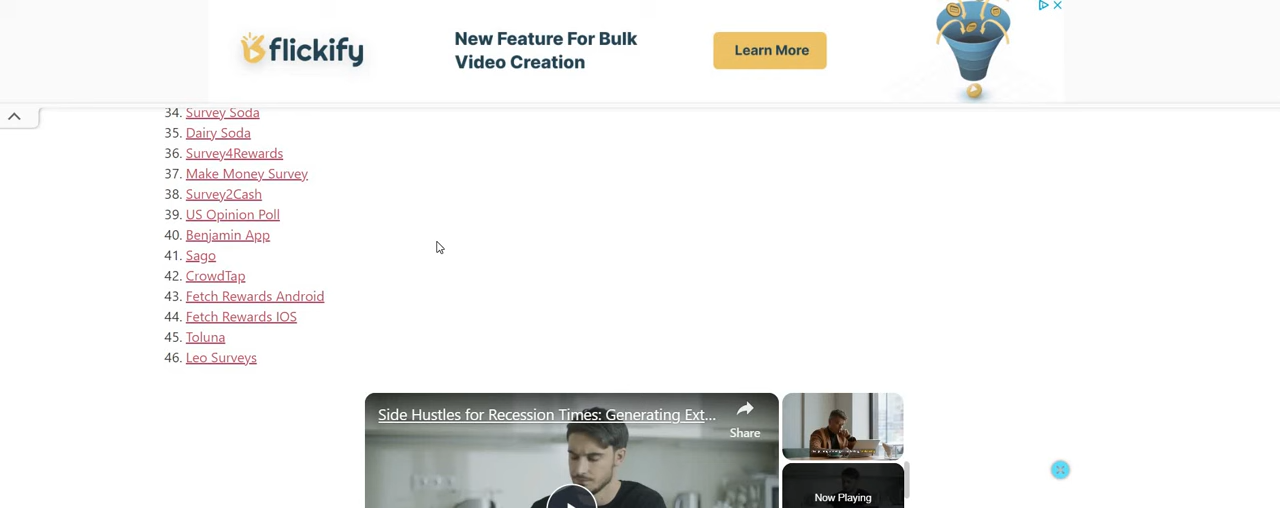 flickify
New Feature For Bulk
Video Creation
Learn More
34. Survey Soda
35. Dairy Soda
36. Survey4Rewards
37. Make Money Survey
38. Survey2Cash
39. US Opinion Poll
40. Benjamin App
41. Sago
42. CrowdTap
43. Fetch Rewards Android
44. Fetch Rewards IOS
45. Toluna
46. Leo Surveys
Side Hustles for Recession Times: Generating Ext...
Share
Now Playing